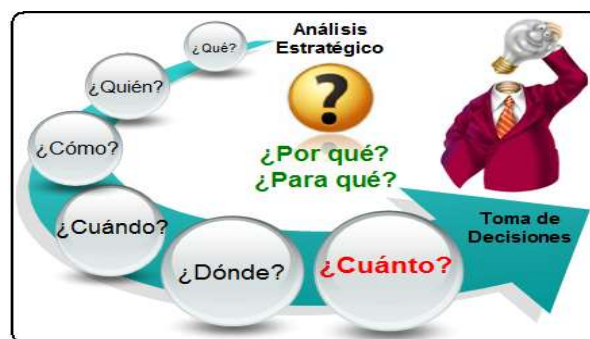 Análisis
Estratégico
¿Qué?
¿Quién?
¿Cómo?
¿Cuándo?
¿Dónde?
¿Cuánto?
?
¿Por qué?
¿Para qué?
Toma de
Decisiones